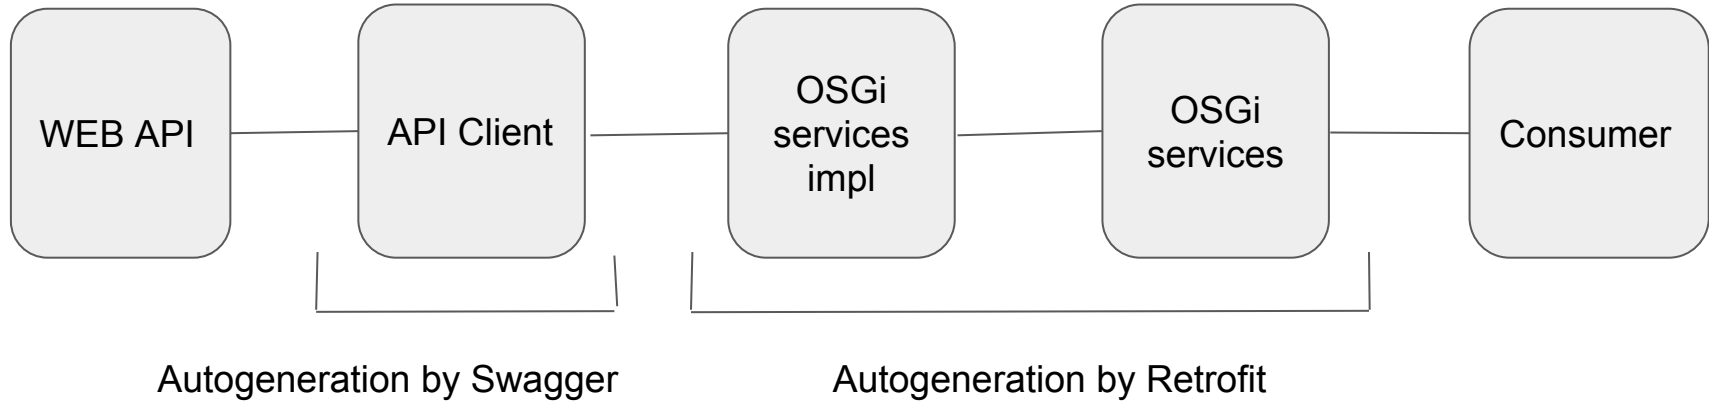 WEB API
API Client
OSGi
services
impl
OSGi
services
Consumer
Autogeneration by Swagger
Autogeneration by Retrofit